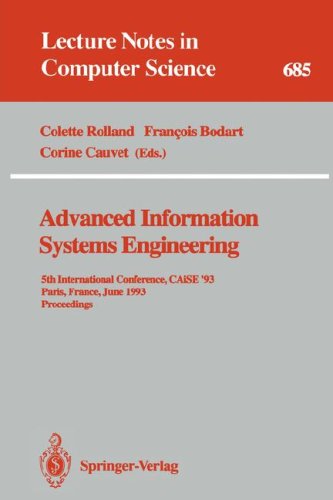 Lecture Notes in
Computer Science
685
Colette Rolland François Bodart
Corine Cauvet (Eds.)
Advanced Information
Systems Engineering
5th International Conference, CAiSE '93
Paris, France, June 1993
Proceedings
Springer-Verlag